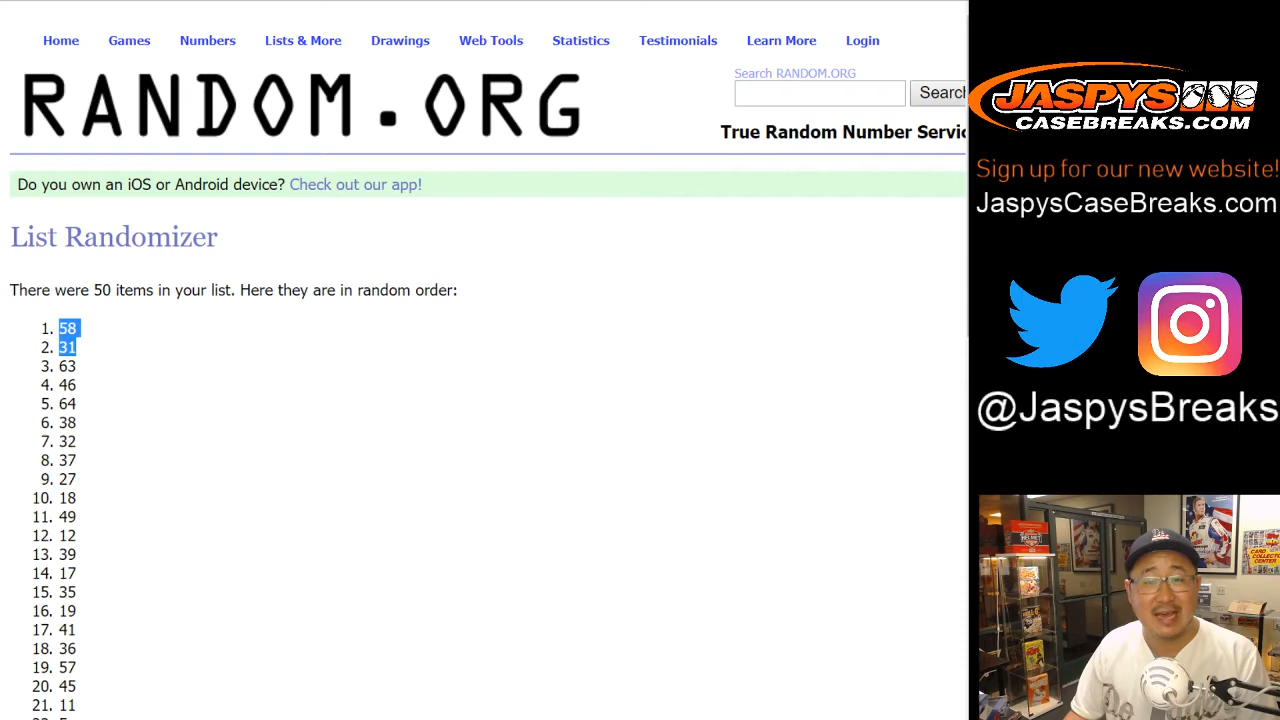 Home Games Numbers Lists & More Drawings Web Tools Statistics Testimonials Learn More Login
Search RANDOM.ORG
RANDOM.ORG
Search
True Random Number Servic
Do you own an iOS or Android device? Check out our app!
List Randomizer
There were 50 items in your list. Here they are in random order:
1. 58
2. 31
3. 63
4. 46
5. 64
6. 38
7. 32
8. 37
9. 27
10. 18
11. 49
12. 12
13. 39
14. 17
15. 35
16. 19
17. 41
18. 36
19. 57
20. 45
21. 11
JASPYS
CASEBREAKS.COM
Sign up for our new website!
JaspysCaseBreaks.com
@JaspysBreaks
HELMET
CARD
COLLECTOR
CENTER